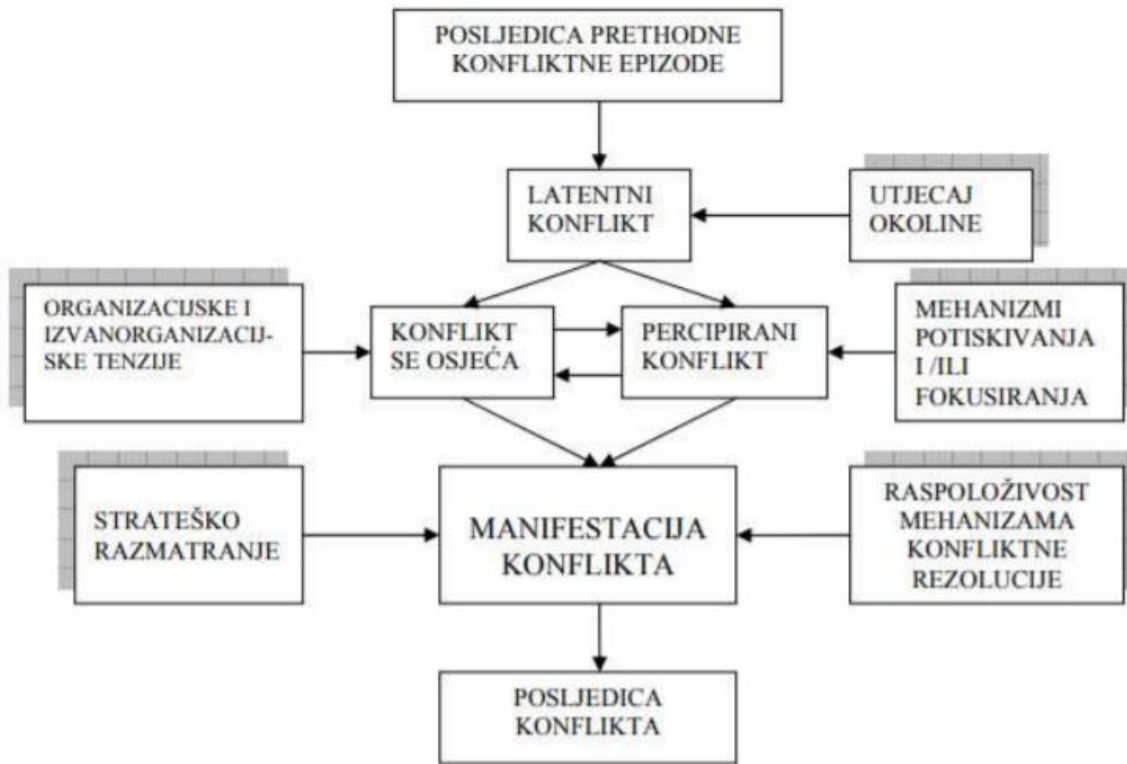 POSLJEDICA PRETHODNE
KONFLIKTNE EPIZODE
LATENTNI
KONFLIKT
UTJECAJ
OKOLINE
ORGANIZACIJSKE I
IZVANORGANIZACIJ-
SKE TENZIJE
KONFLIKT
SE OSJEĆA
PERCIPIRANI
KONFLIKT
MEHANIZMI
POTISKIVANJA
I /ILI
FOKUSIRANJA
STRATEŠKO
RAZMATRANJE
MANIFESTACIJA
KONFLIKTA
RASPOLOŽIVOST
MEHANIZAMA
KONFLIKTNE
REZOLUCIJE
POSLJEDICA
KONFLIKTA